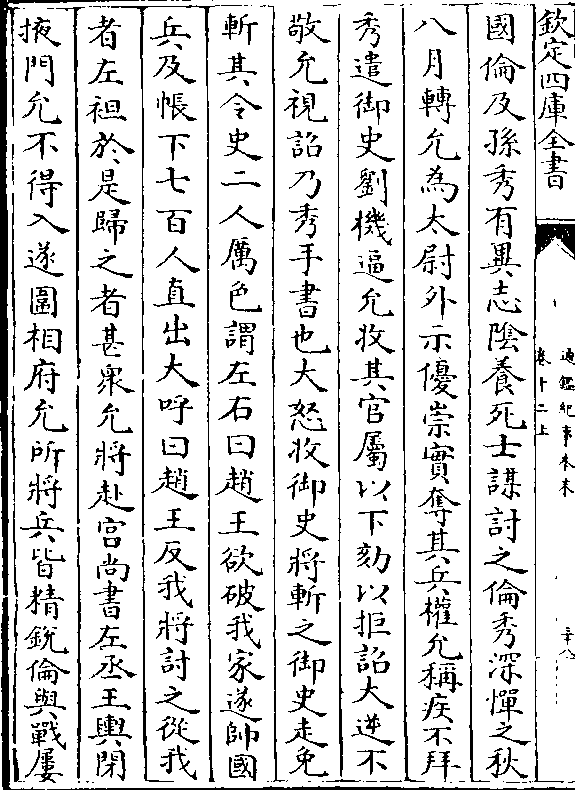 欽定四庫全書
通鑑紀事本末
卷十二上
國倫及孫秀有異志陰養死士謀討之倫秀深憚之秋
八月轉允為太尉外示優崇實奪其兵權允稱疾不拜
秀遣御史劉機逼允收其官屬以下劾以拒詔大逆不
敬允視詔乃秀手書也大怒收御史將斬之御史走免
斬其令史二人厲色謂左右曰趙王欲破我家遂帥國
兵及帳下七百人直出大呼曰趙王反我將討之從我
者左袒於是歸之者甚衆允將赴宫尚書左丞王輿閉
掖門允不得入遂圍相府允所將兵皆精銳倫與戰屢